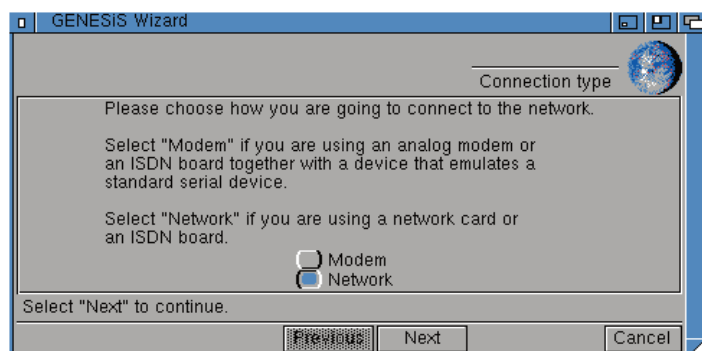 GENESiS Wizard
Connection type
Please choose how you are going to connect to the network.
Select "Modem" if you are using an analog modem or
an ISDN board together with a device that emulates a
standard serial device.
Select "Network" if you are using a network card or
an ISDN board.
Modem
Network
Select "Next" to continue.
Previous Next Cancel